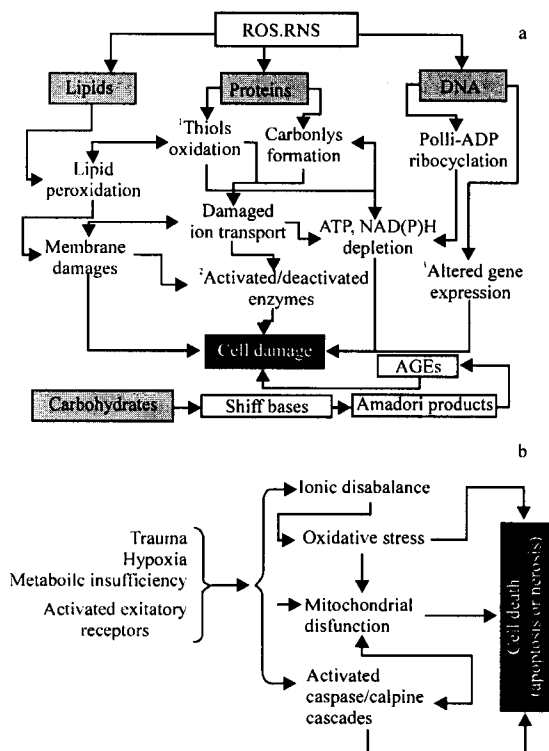 a
ROS.RNS
Lipids
Proteins
DNA
1Thiols
oxidation
Carbonlys
formation
Polli-ADP
ribocyclation
Lipid
peroxidation
Damaged
ion transport
ATP, NAD(P)H
depletion
Membrane
damages
2Activated/deactivated
enzymes
1Altered gene
expression
Cell damage
AGEs
Carbohydrates
Shiff bases
Amadori products
b
Ionic disabalance
Trauma
Hypoxia
Metaboilc insufficiency
Activated exitatory
receptors
Oxidative stress
Mitochondrial
disfunction
Activated
caspase/calpine
cascades
Cell death
(apoptosis or nerosis)